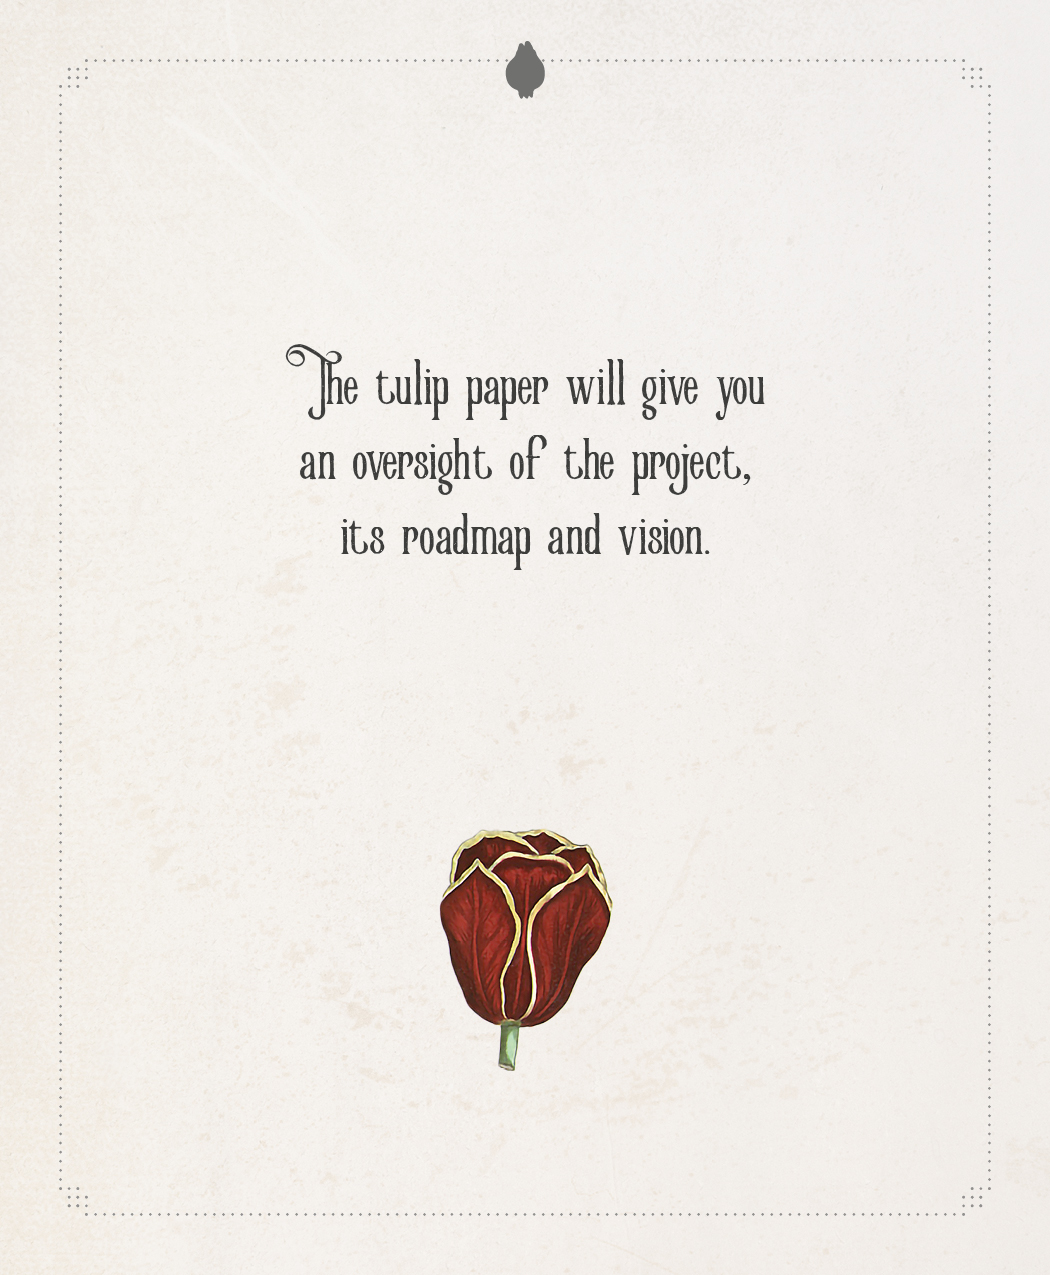 The tulip paper will give you
an oversight of the project,
its roadmap and vision.